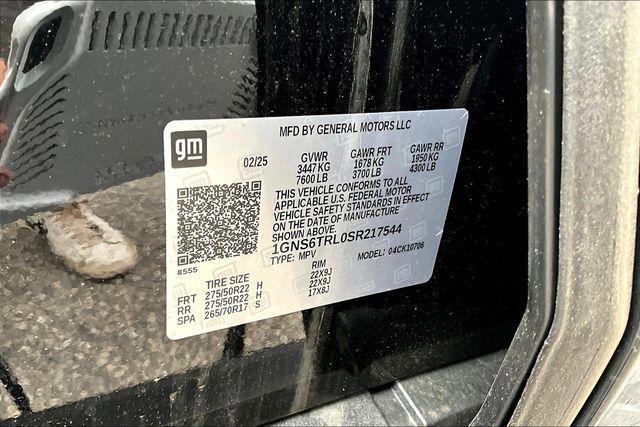 gm
MFD BY GENERAL MOTORS LLC
02/25 GVWR GAWR FRT GAWR RR
3447 KG 1678 KG 1950 KG
7600 LB 3700 LB 4300 LB
THIS VEHICLE CONFORMS TO ALL
APPLICABLE U.S. FEDERAL MOTOR
VEHICLE SAFETY STANDARDS IN EFFECT
ON THE DATE OF MANUFACTURE
SHOWN ABOVE.
1GNS6TRL0SR217544
TYPE: MPV MODEL: 04CK10706
8555
TIRE SIZE RIM
FRT 275/50R22 H 22X9J
RR 275/50R22 H 22X9J
SPA 265/70R17 S 17X8J